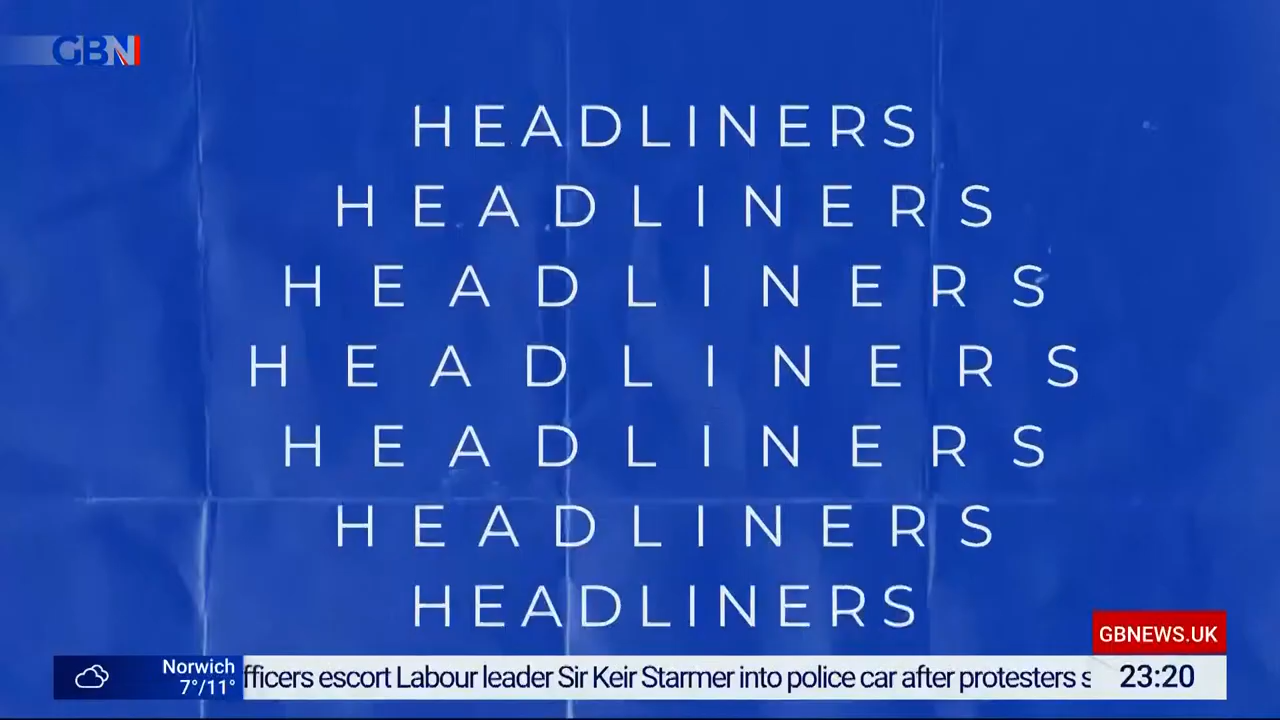 GBN
HEADLINERS
HEADLINERS
HEADLINERS
HEADLINERS
HEADLINERS
HEADLINERS
HEADLINERS
GBNEWS.UK
Norwich
7°/11°
fficers escort Labour leader Sir Keir Starmer into police car after protesters s
23:20